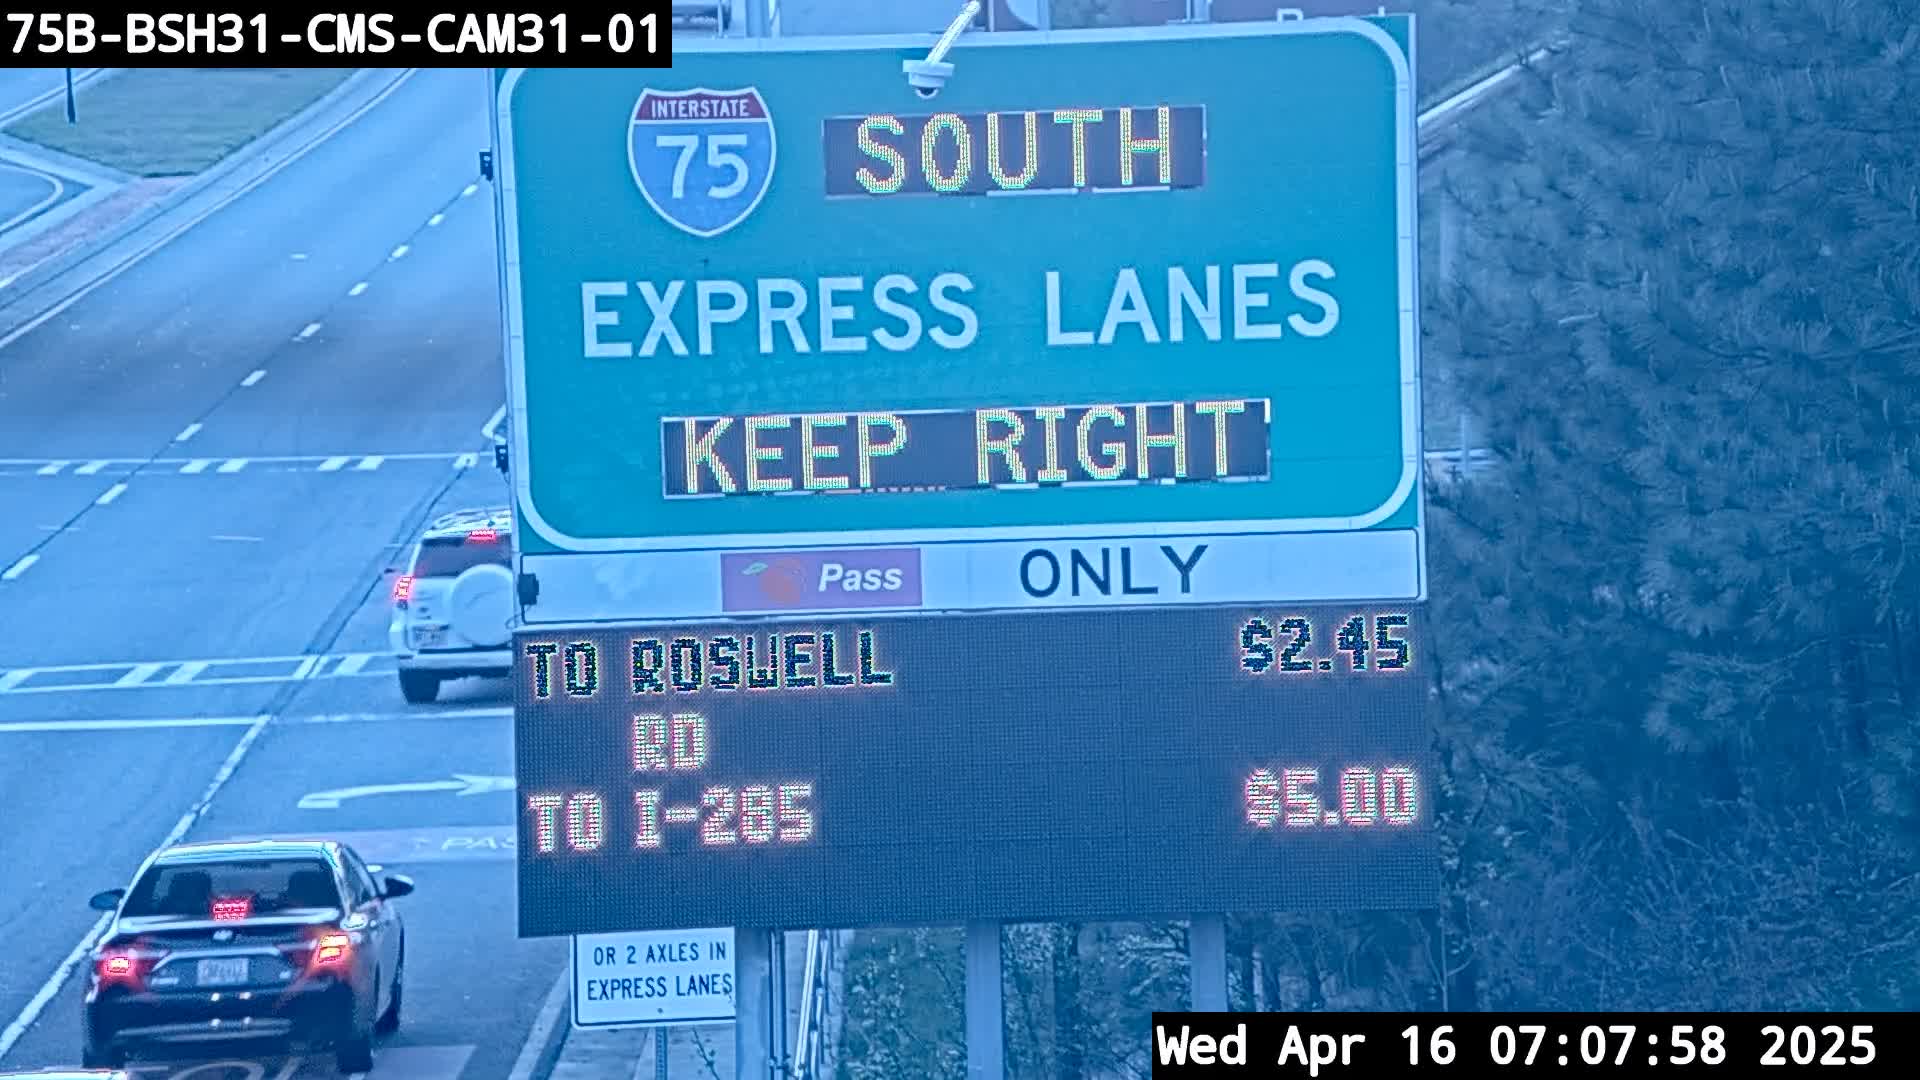 75B-BSH31-CMS-CAM31-01
INTERSTATE
75
SOUTH
EXPRESS LANES
KEEP RIGHT
Pass ONLY
TO ROSWELL $2.45
RD
TO I-285 $5.00
OR 2 AXLES IN
EXPRESS LANES
Wed Apr 16 07:07:58 2025